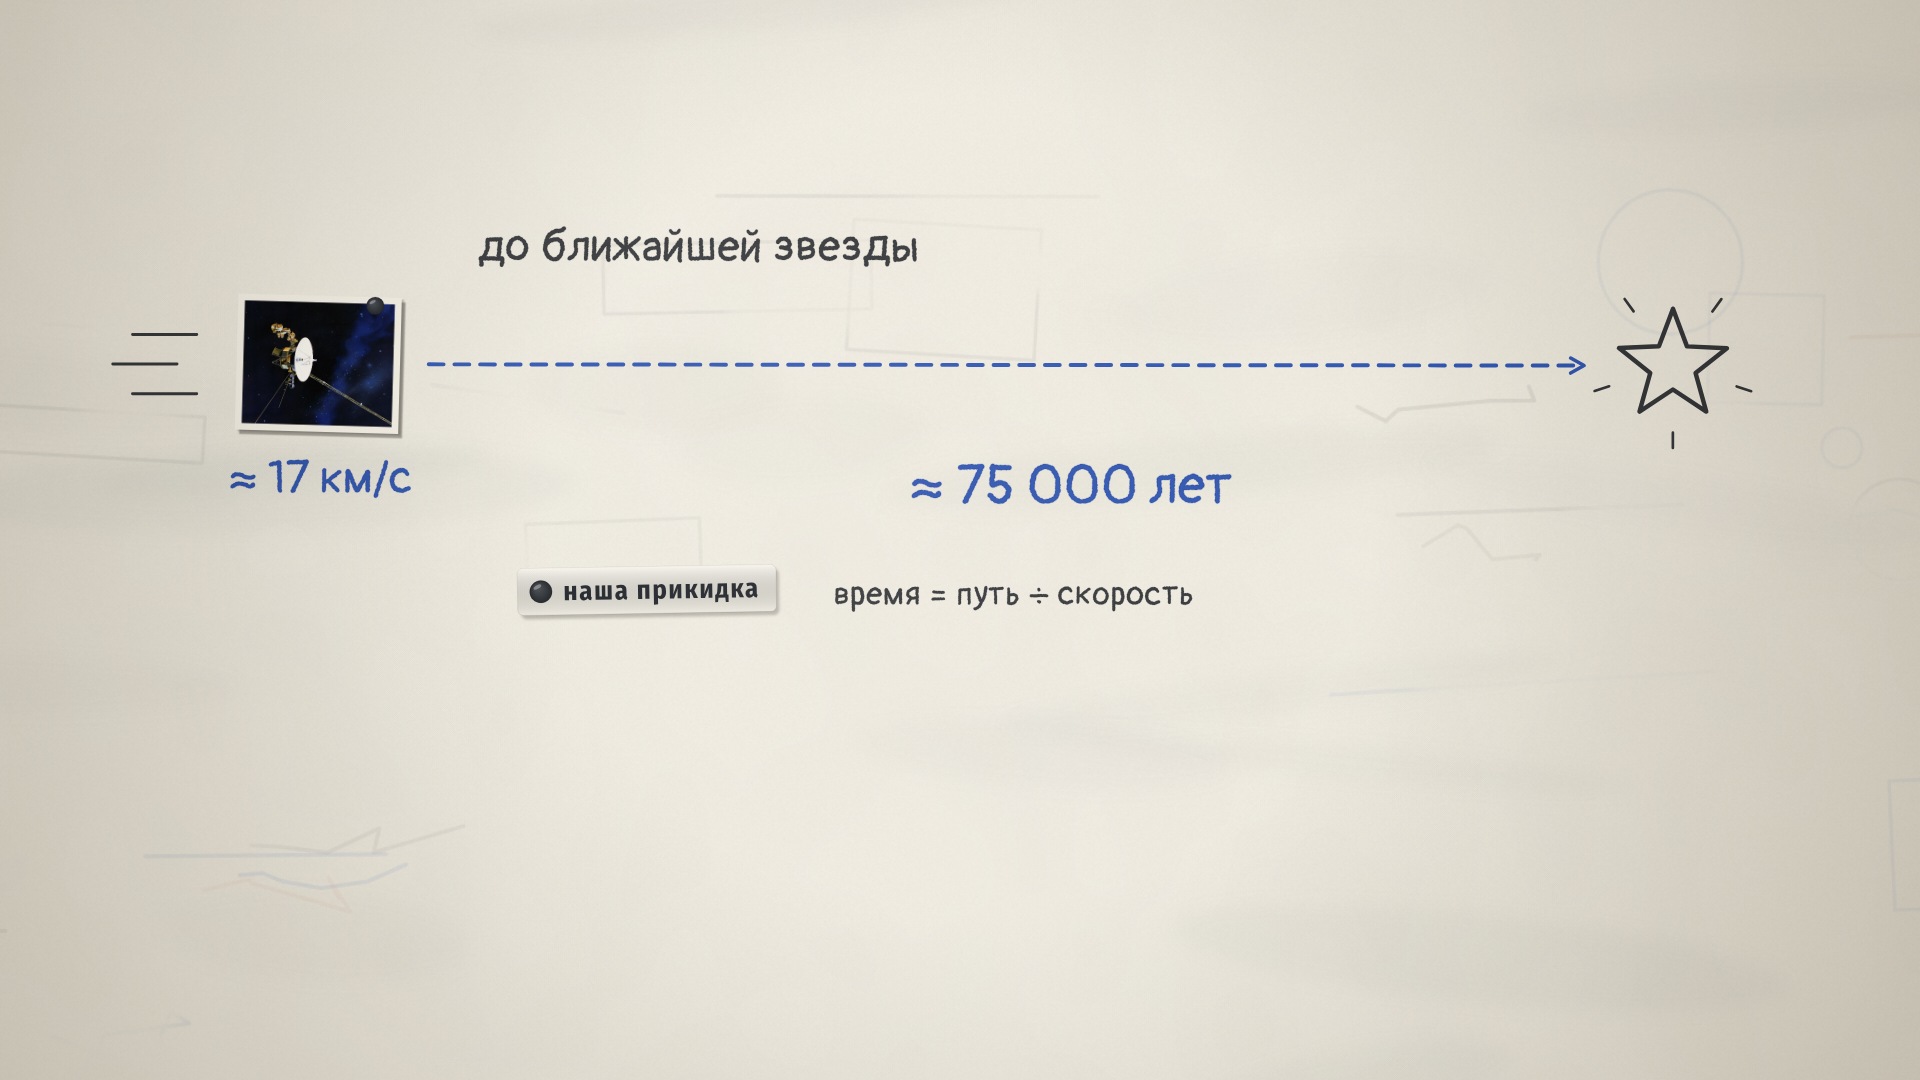 до ближайшей звезды
≈ 17 км/с
≈ 75 000 лет
наша прикидка
время = путь ÷ скорость